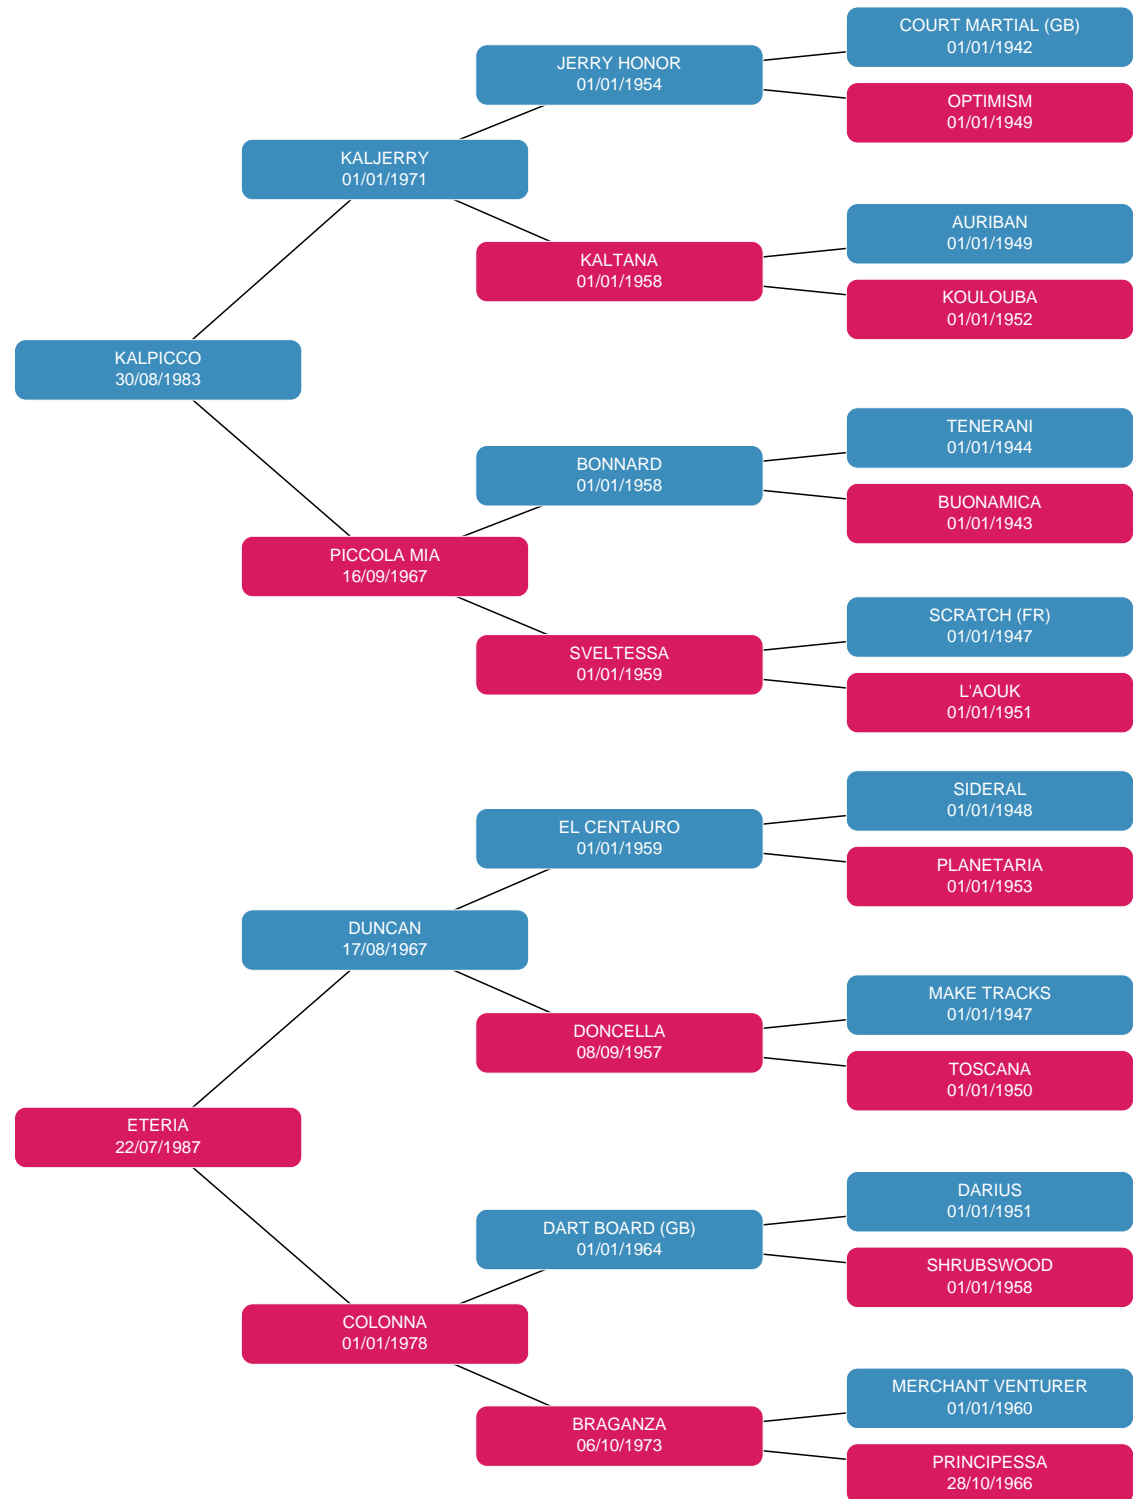 COURT MARTIAL (GB)
01/01/1942
JERRY HONOR
01/01/1954
OPTIMISM
01/01/1949
KALJERRY
01/01/1971
AURIBAN
01/01/1949
KALTANA
01/01/1958
KOULOUBA
01/01/1952
KALPICCO
30/08/1983
TENERANI
01/01/1944
BONNARD
01/01/1958
BUONAMICA
01/01/1943
PICCOLA MIA
16/09/1967
SCRATCH (FR)
01/01/1947
SVELTESSA
01/01/1959
L'AOUK
01/01/1951
SIDERAL
01/01/1948
EL CENTAURO
01/01/1959
PLANETARIA
01/01/1953
DUNCAN
17/08/1967
MAKE TRACKS
01/01/1947
DONCELLA
08/09/1957
TOSCANA
01/01/1950
ETERIA
22/07/1987
DARIUS
01/01/1951
DART BOARD (GB)
01/01/1964
SHRUBSWOOD
01/01/1958
COLONNA
01/01/1978
MERCHANT VENTURER
01/01/1960
BRAGANZA
06/10/1973
PRINCIPESSA
28/10/1966